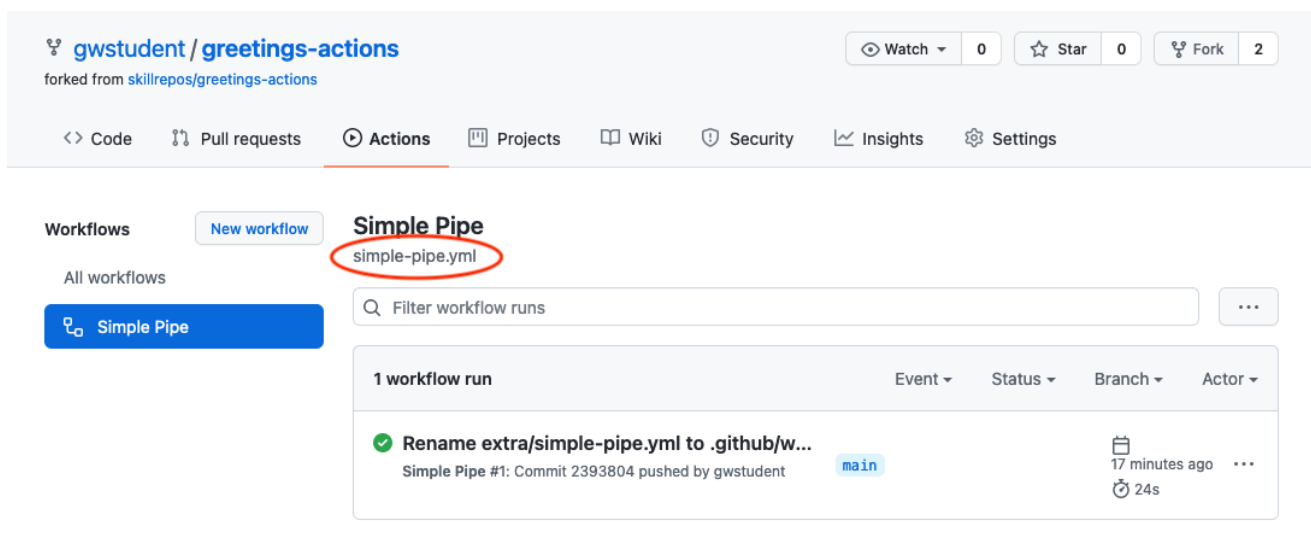 gwstudent / greetings-actions
Watch 0 Star 0 Fork 2
forked from skillrepos/greetings-actions
<> Code Pull requests Actions Projects Wiki Security Insights Settings
Workflows New workflow
All workflows
Simple Pipe
Simple Pipe
simple-pipe.yml
Filter workflow runs
...
1 workflow run Event Status Branch Actor
Rename extra/simple-pipe.yml to .github/w...
Simple Pipe #1: Commit 2393804 pushed by gwstudent
main
17 minutes ago ...
24s